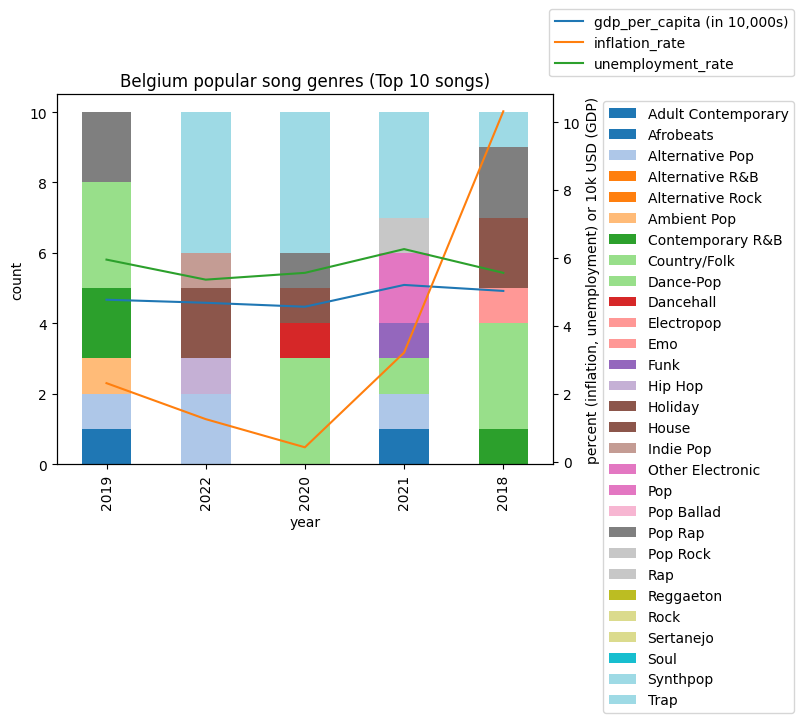 gdp_per_capita (in 10,000s)
inflation_rate
unemployment_rate
Belgium popular song genres (Top 10 songs)
count
10
8
6
4
2
0
10
8
6
4
2
0
percent (inflation, unemployment) or 10k USD (GDP)
2019
2022
2020
2021
2018
year
Adult Contemporary
Afrobeats
Alternative Pop
Alternative R&B
Alternative Rock
Ambient Pop
Contemporary R&B
Country/Folk
Dance-Pop
Dancehall
Electropop
Emo
Funk
Hip Hop
Holiday
House
Indie Pop
Other Electronic
Pop
Pop Ballad
Pop Rap
Pop Rock
Rap
Reggaeton
Rock
Sertanejo
Soul
Synthpop
Trap